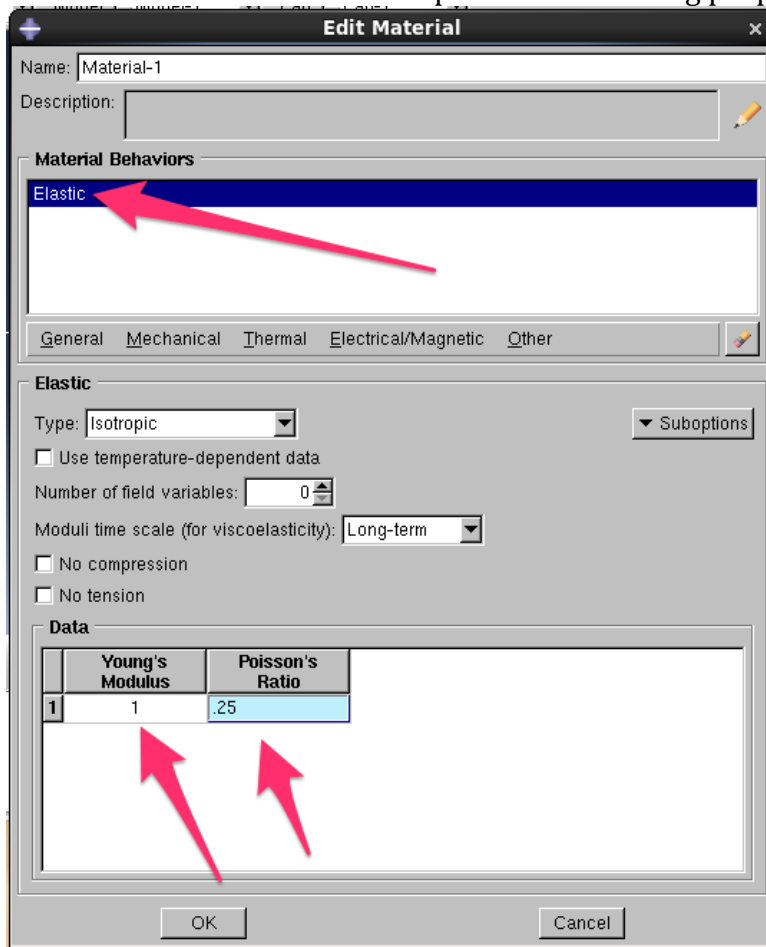 Edit Material
Name: Material-1
Description:
Material Behaviors
Elastic
General Mechanical Thermal Electrical/Magnetic Other
Elastic
Type: Isotropic
Suboptions
Use temperature-dependent data
Number of field variables: 0
Moduli time scale (for viscoelasticity): Long-term
No compression
No tension
Data
Young's Poisson's
Modulus Ratio
1 1 .25
OK Cancel